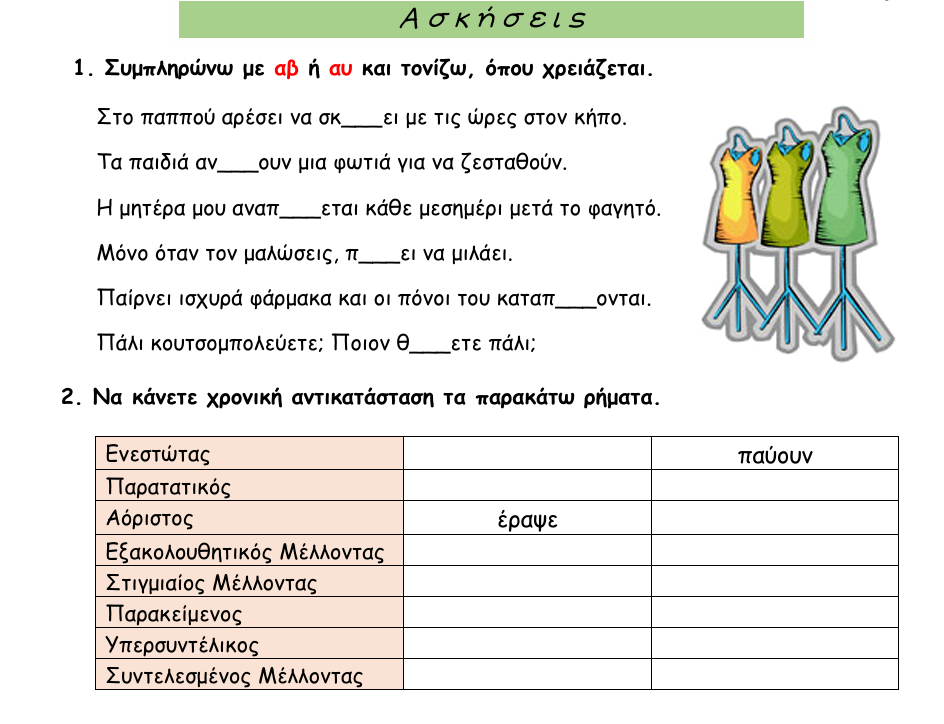 Ασκήσεις
1. Συμπληρώνω με αβ ή αυ και τονίζω, όπου χρειάζεται.
Στο παππού αρέσει να σκ___ει με τις ώρες στον κήπο.
Τα παιδιά αν___ουν μια φωτιά για να ζεσταθούν.
Η μητέρα μου αναπ___εται κάθε μεσημέρι μετά το φαγητό.
Μόνο όταν τον μαλώσεις, π___ει να μιλάει.
Παίρνει ισχυρά φάρμακα και οι πόνοι του καταπ___ονται.
Πάλι κουτσομπολεύετε; Ποιον θ___ετε πάλι;
2. Να κάνετε χρονική αντικατάσταση τα παρακάτω ρήματα.
Ενεστώτας παύουν
Παρατατικός
Αόριστος έραψε
Εξακολουθητικός Μέλλοντας
Στιγμιαίος Μέλλοντας
Παρακείμενος
Υπερσυντέλικος
Συντελεσμένος Μέλλοντας